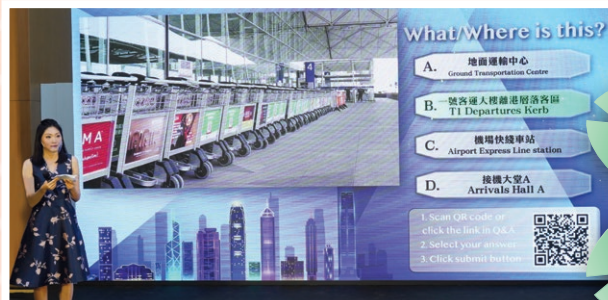 What/Where is this?
A. 地面運輸中心
Ground Transportation Centre
B. 一號客運大樓離港層落客區
T1 Departures Kerb
C. 機場快綫車站
Airport Express Line station
D. 接機大堂A
Arrivals Hall A
1. Scan QR code or
click the link in Q&A
2. Select your answer
3. Click submit button
4